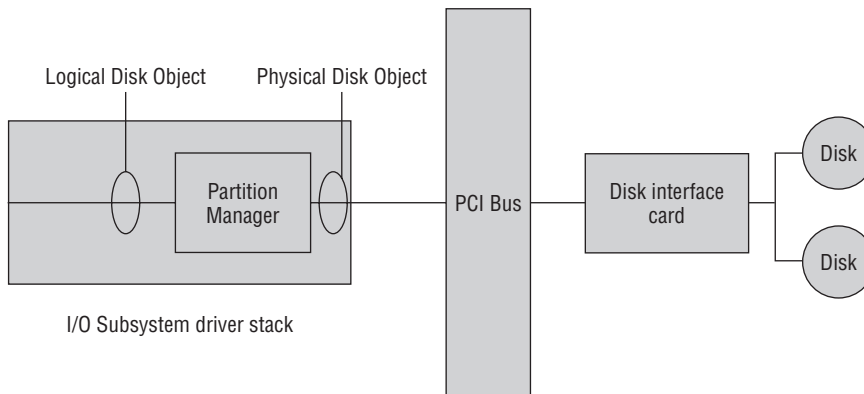 Logical Disk Object
Physical Disk Object
Partition
Manager
PCI Bus
Disk interface
card
Disk
Disk
I/O Subsystem driver stack